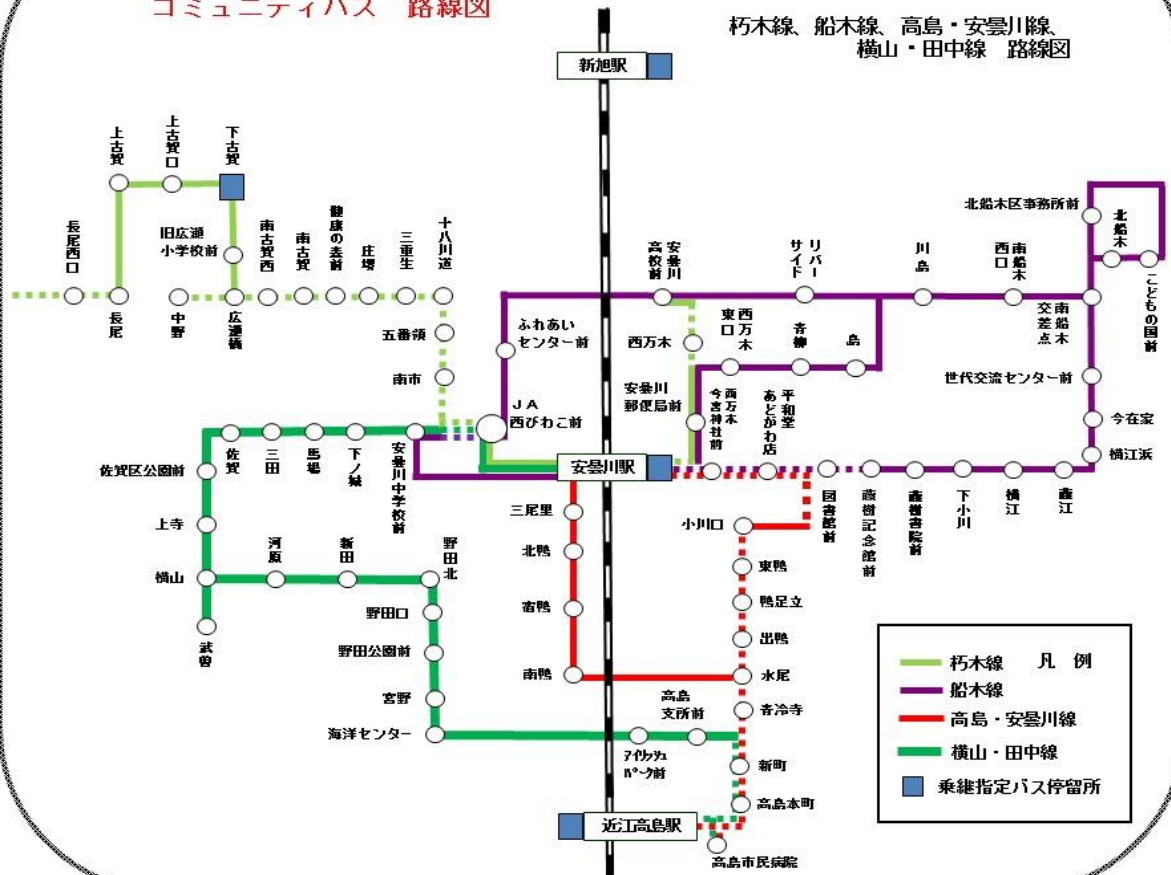 コミュニティバス 路線図
朽木線、船木線、高島・安曇川線、
横山・田中線 路線図
新旭駅
上古賀
上古賀口
下古賀
長尾西口
長尾
旧広瀬
小学校前
中野
広瀬橋
南古賀西
南古賀
健康の森前
庄堺
三重生
十八川道
五番領
南市
ふれあい
センター前
JA
西びわこ前
安曇川
高校前
リバー
サイド
川島
南船木
西口
北船木区事務所前
北船木
こどもの国前
南船木
交差点
西万木
西万木
東口
青柳
島
安曇川
郵便局前
西万木
今宮神社前
平和堂
あどがわ店
世代交流センター前
今在家
横江浜
佐賀区公園前
佐賀
三田
馬場
下ノ城
安曇川中学校前
安曇川駅
図書館前
藤樹記念館前
藤樹書院前
下小川
横江
藤江
上寺
三尾里
小川口
横山
河原
新田
野田北
北鴨
東鴨
武曽
野田口
宿鴨
鴨足立
野田公園前
出鴨
宮野
南鴨
水尾
海洋センター
高島
支所前
音冷寺
アイリッシュ
パーク前
新町
高島本町
近江高島駅
高島市民病院
朽木線 凡 例
船木線
高島・安曇川線
横山・田中線
乗継指定バス停留所